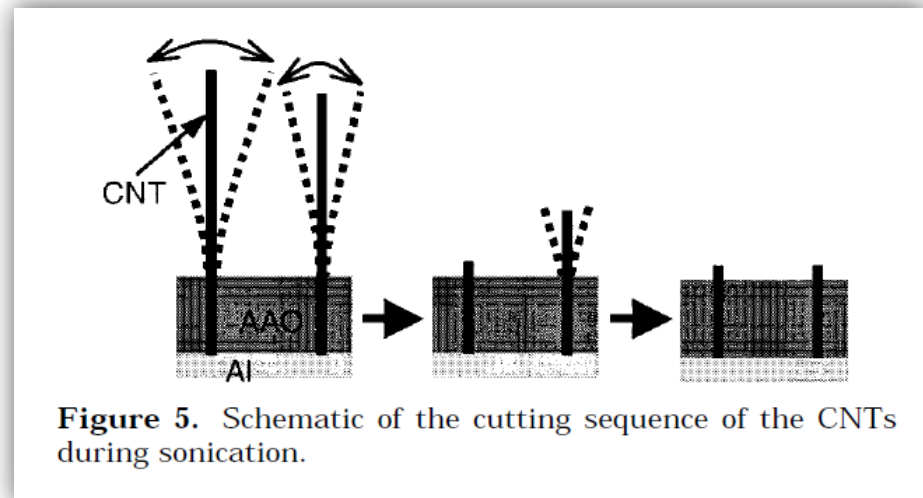 CNT
AAO
Al
Figure 5. Schematic of the cutting sequence of the CNTs
during sonication.